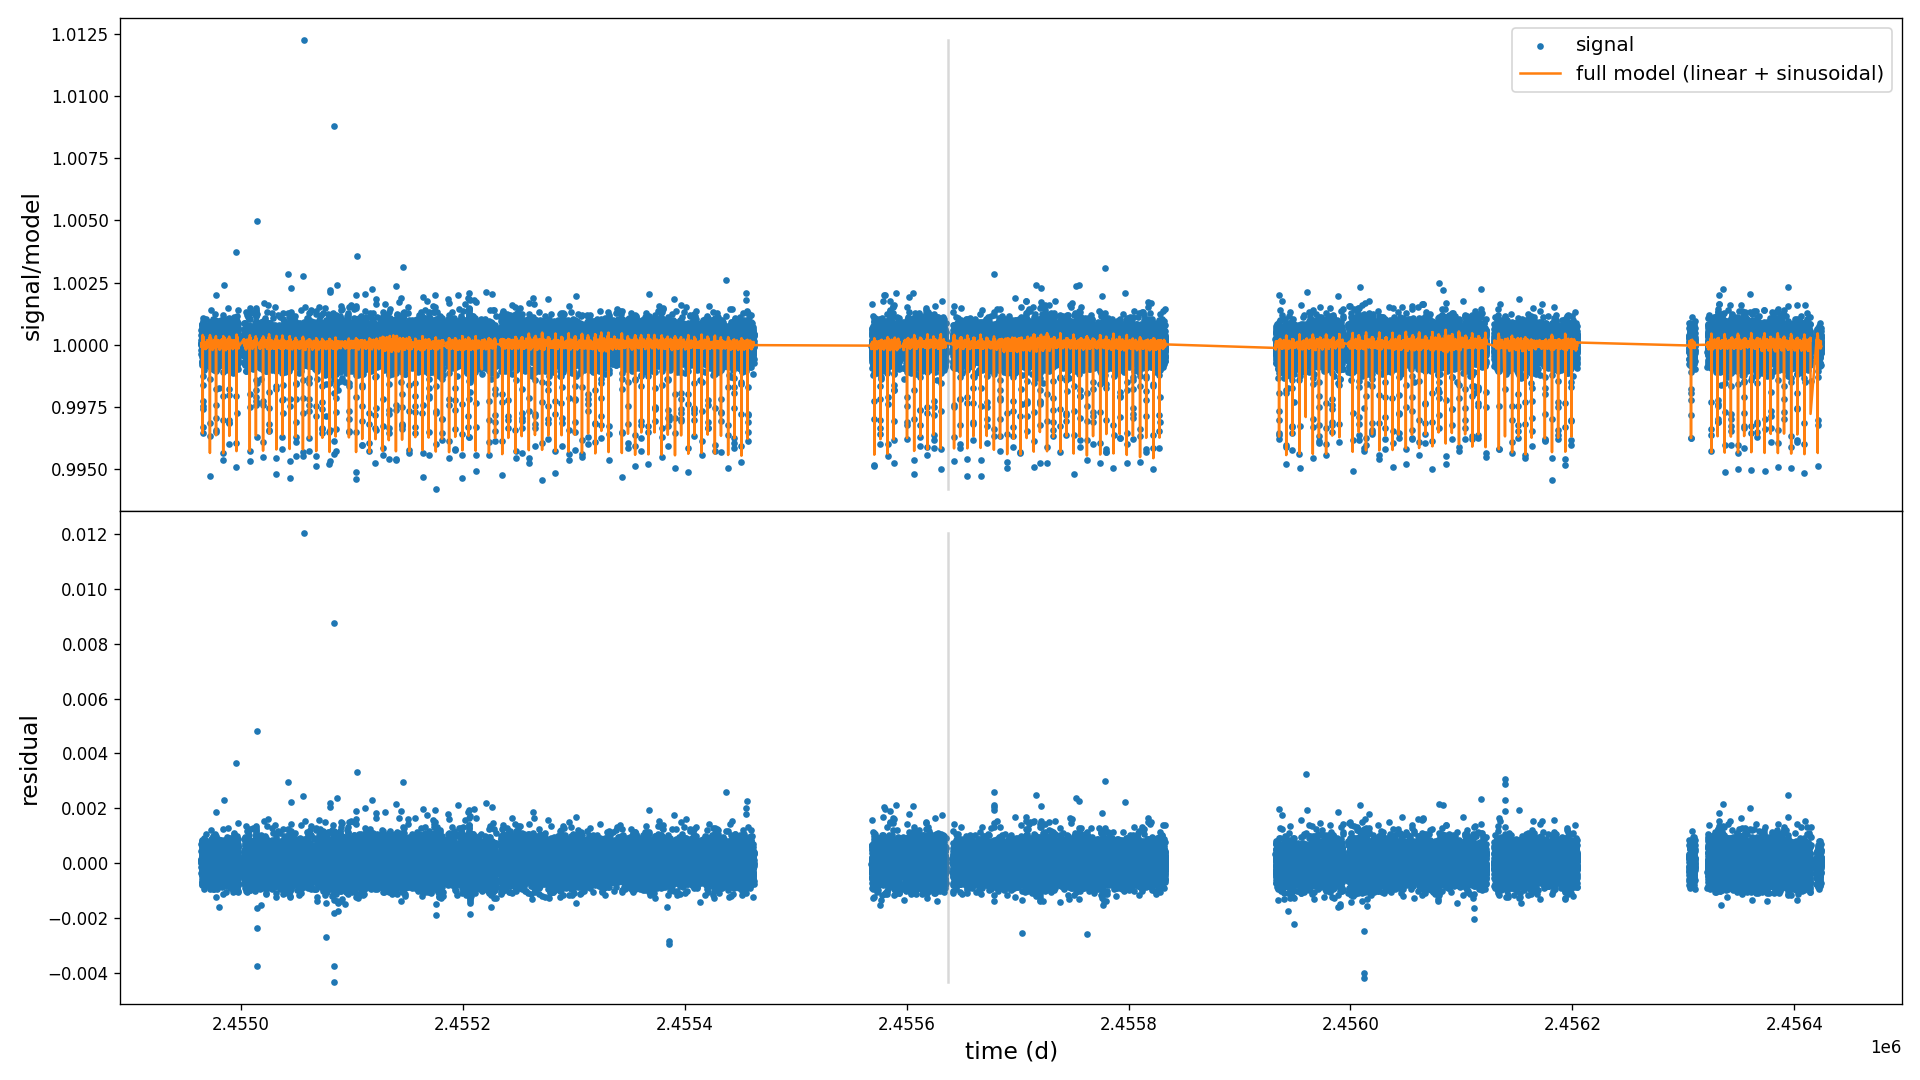 1.0125
1.0100
1.0075
1.0050
1.0025
1.0000
0.9975
0.9950
signal/model
signal
full model (linear + sinusoidal)
0.012
0.010
0.008
0.006
0.004
0.002
0.000
−0.002
−0.004
residual
2.4550 2.4552 2.4554 2.4556 2.4558 2.4560 2.4562 2.4564
1e6
time (d)